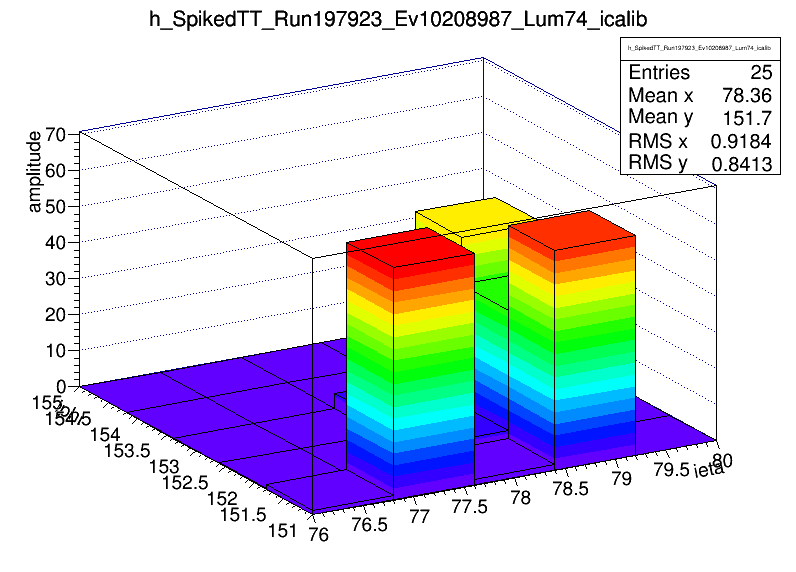 h_SpikedTT_Run197923_Ev10208987_Lum74_icalib
h_SpikedTT_Run197923_Ev10208987_Lum74_icalib
Entries 25
Mean x 78.36
Mean y 151.7
RMS x 0.9184
RMS y 0.8413
amplitude
70
60
50
40
30
20
10
0
155
154.5
154
153.5
153
152.5
152
151.5
151
76
76.5
77
77.5
78
78.5
79
79.5
80
ieta